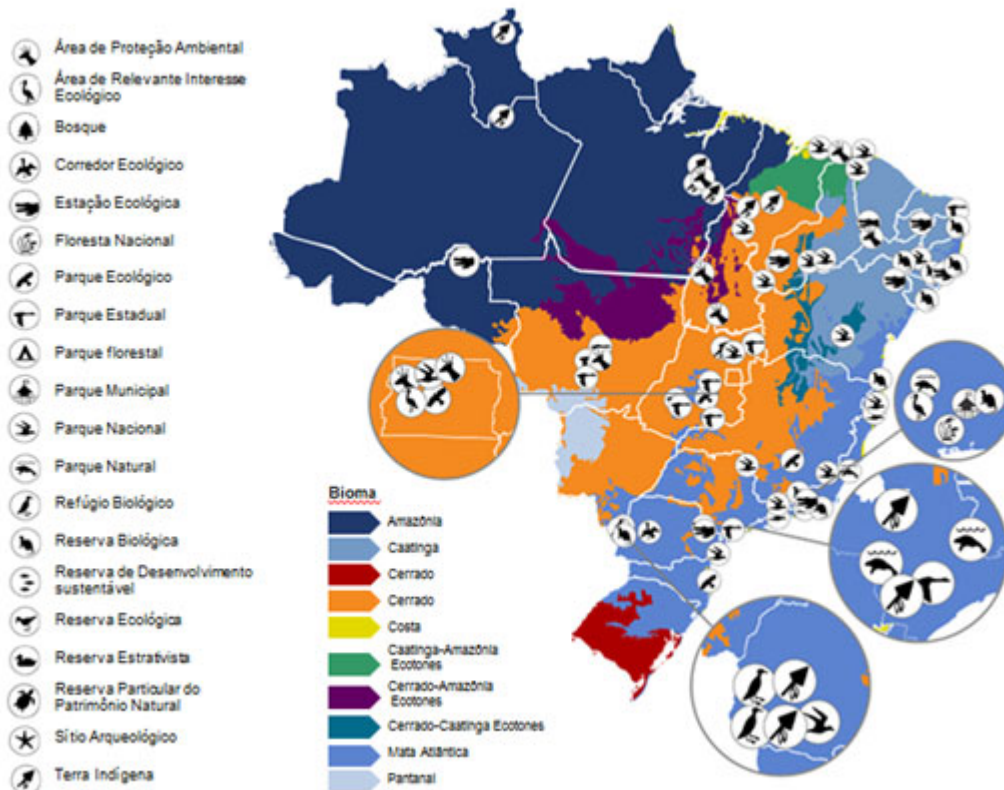 Área de Proteção Ambiental
Área de Relevante Interesse
Ecológico
Bosque
Corredor Ecológico
Estação Ecológica
Floresta Nacional
Parque Ecológico
Parque Estadual
Parque florestal
Parque Municipal
Parque Nacional
Parque Natural
Refúgio Biológico
Reserva Biológica
Reserva de Desenvolvimento
sustentável
Reserva Ecológica
Reserva Estrativista
Reserva Particular do
Patrimônio Natural
Sítio Arqueológico
Terra Indígena
Bioma
Amazônia
Caatinga
Cerrado
Cerrado
Costa
Caatinga-Amazônia
Ecotones
Cerrado-Amazônia
Ecotones
Cerrado-Caatinga Ecotones
Mata Atlântica
Pantanal